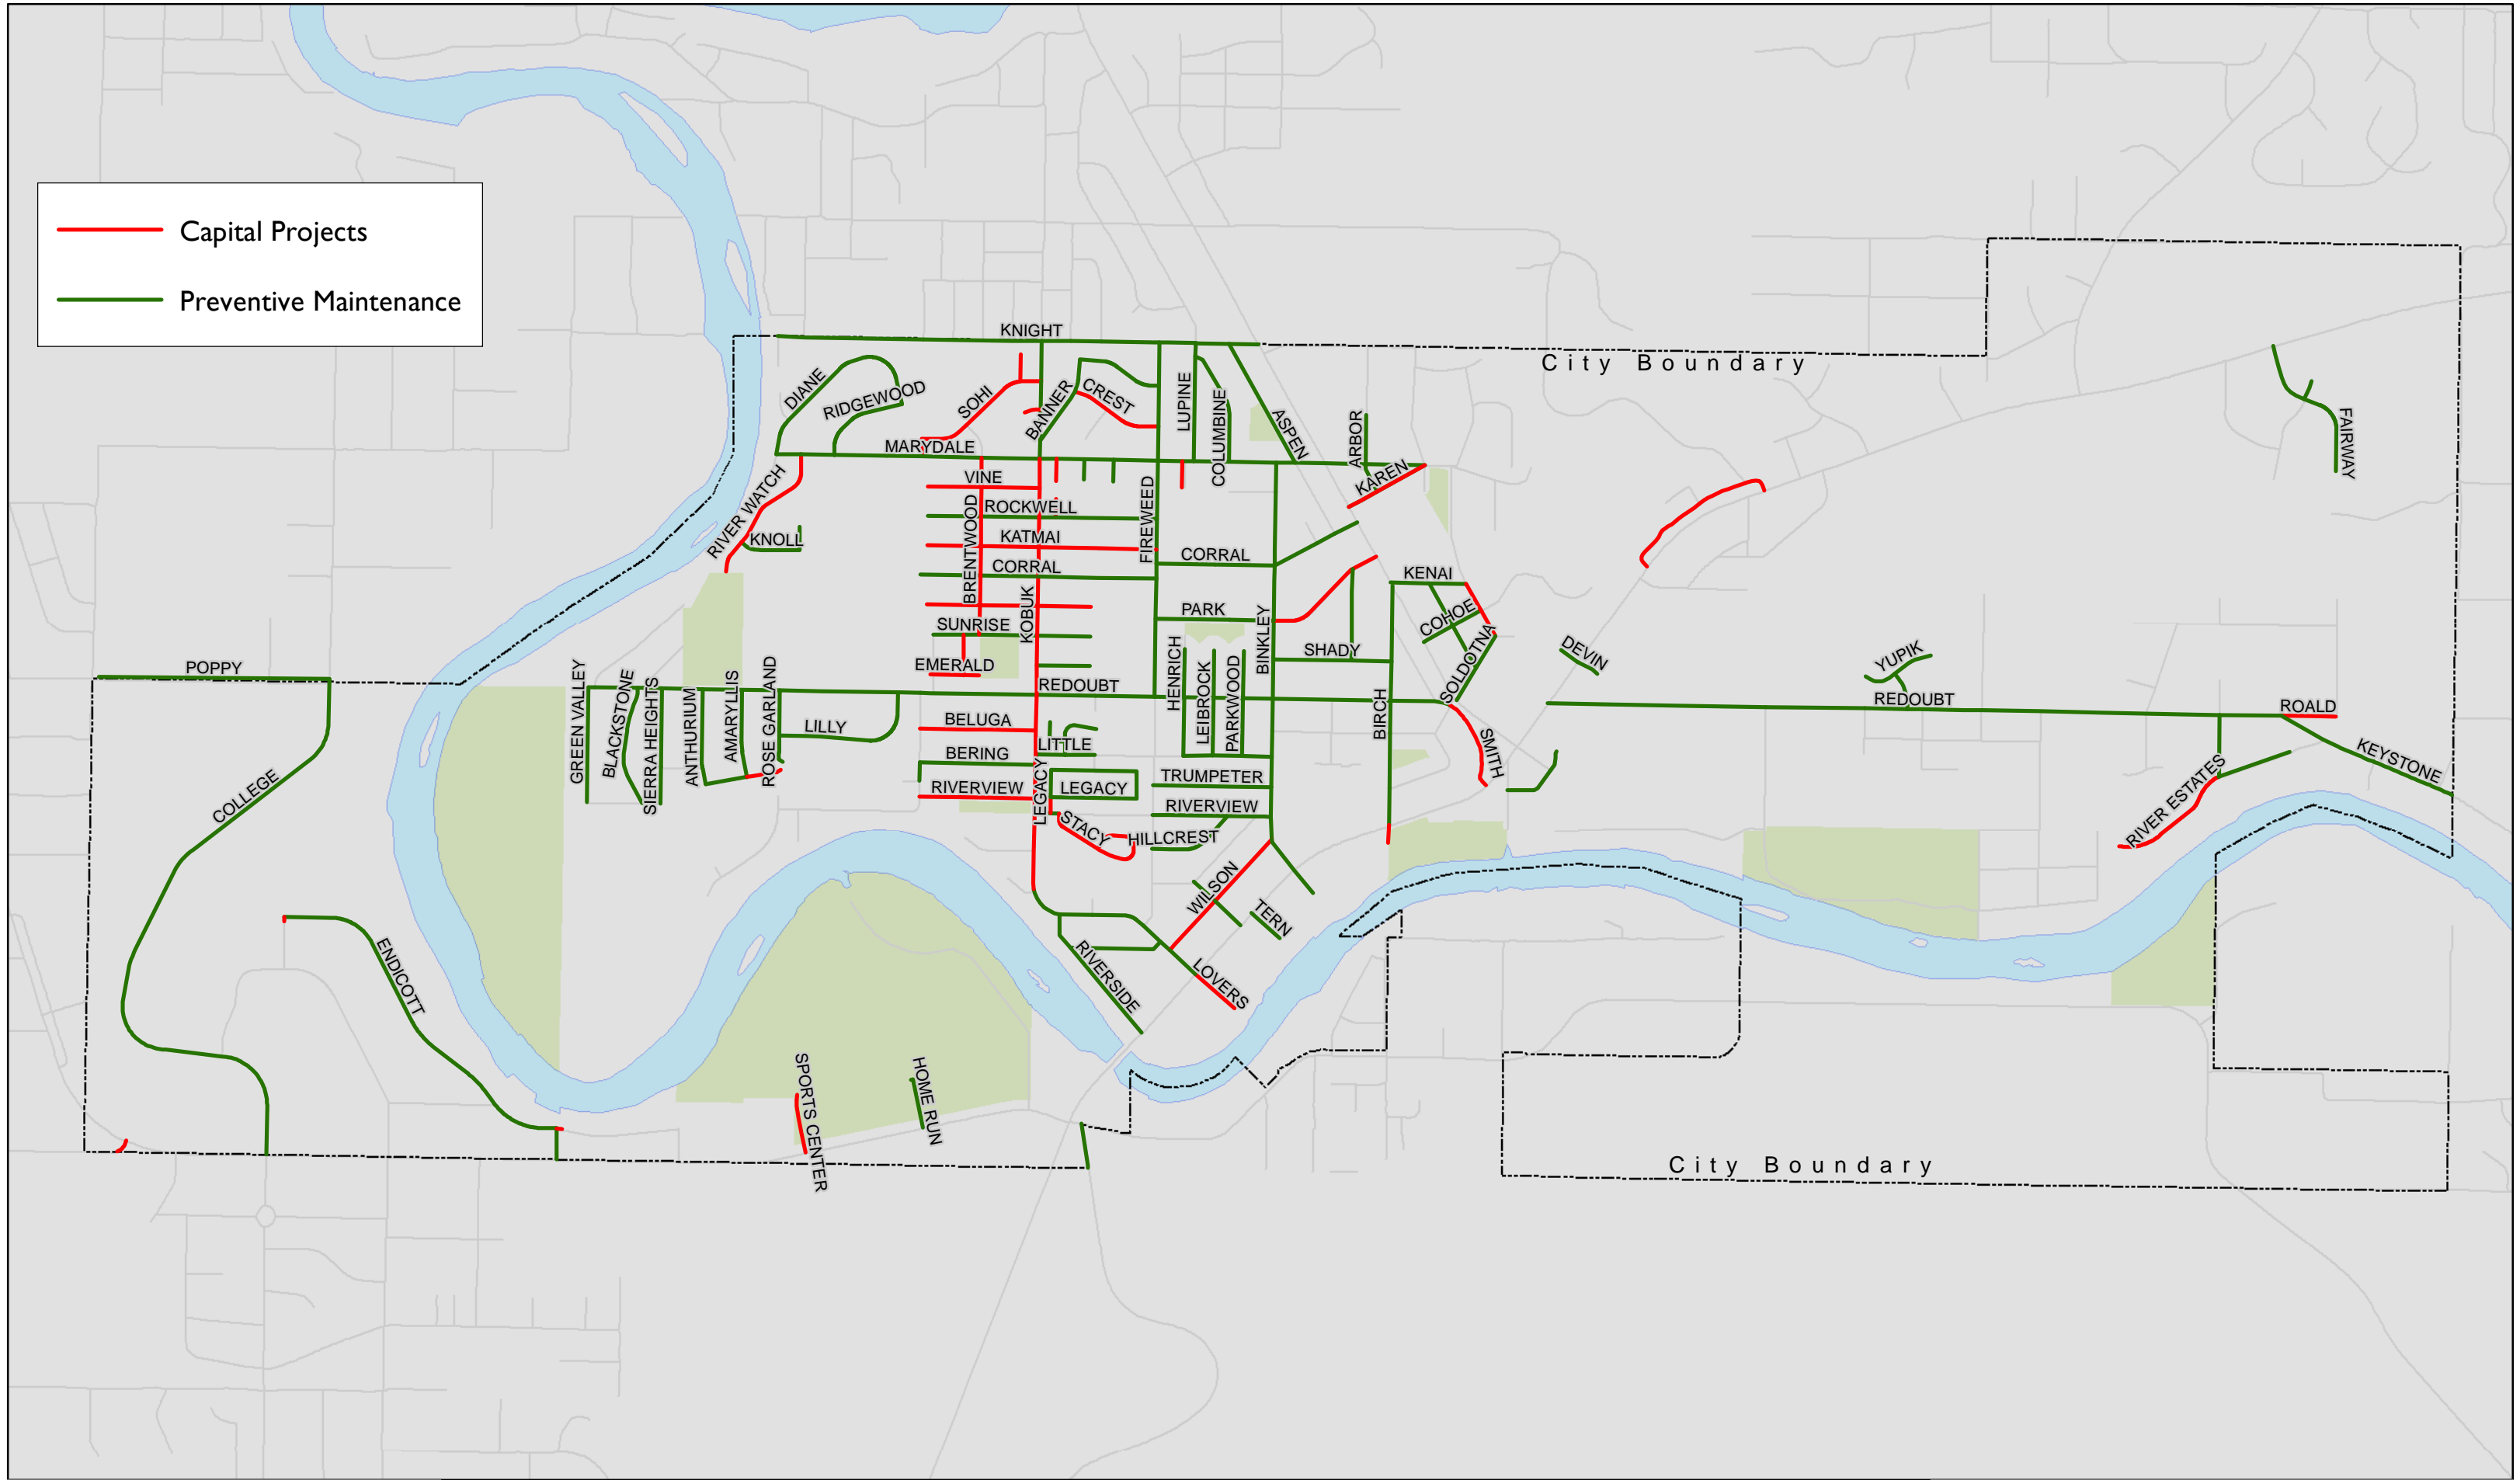 Capital Projects
Preventive Maintenance
KNIGHT
City Boundary
DIANE
RIDGEWOOD
SOHI
BANNER
CREST
LUPINE
COLUMBINE
ASPEN
ARBOR
FAIRWAY
MARYDALE
KAREN
RIVER WATCH
VINE
BRENTWOOD
ROCKWELL
FIREWEED
KNOLL
KATMAI
CORRAL
CORRAL
KENAI
KOBUK
PARK
COHOE
BINKLEY
SUNRISE
SHADY
SOLDOTNA
DEVIN
YUPIK
POPPY
EMERALD
REDOUBT
REDOUBT
ROALD
GREEN VALLEY
BLACKSTONE
SIERRA HEIGHTS
ANTHURIUM
AMARYLLIS
ROSE GARLAND
HENRICH
LEIBROCK
PARKWOOD
BIRCH
LILLY
BELUGA
LITTLE
SMITH
BERING
KEYSTONE
COLLEGE
RIVERVIEW
LEGACY
LEGACY
TRUMPETER
RIVERVIEW
RIVER ESTATES
STACY
HILLCREST
WILSON
TERN
ENDICOTT
RIVERSIDE
LOVERS
SPORTS CENTER
HOME RUN
City Boundary